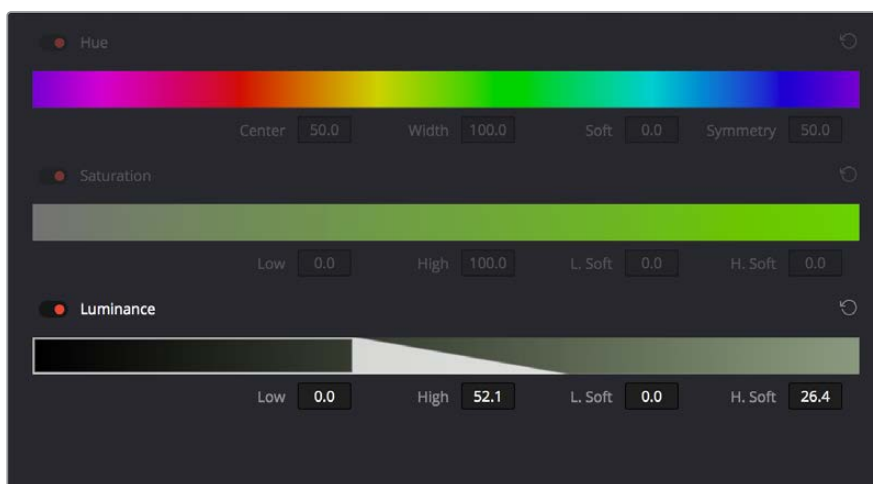 Hue
Center 50.0 Width 100.0 Soft 0.0 Symmetry 50.0
Saturation
Low 0.0 High 100.0 L. Soft 0.0 H. Soft 0.0
Luminance
Low 0.0 High 52.1 L. Soft 0.0 H. Soft 26.4